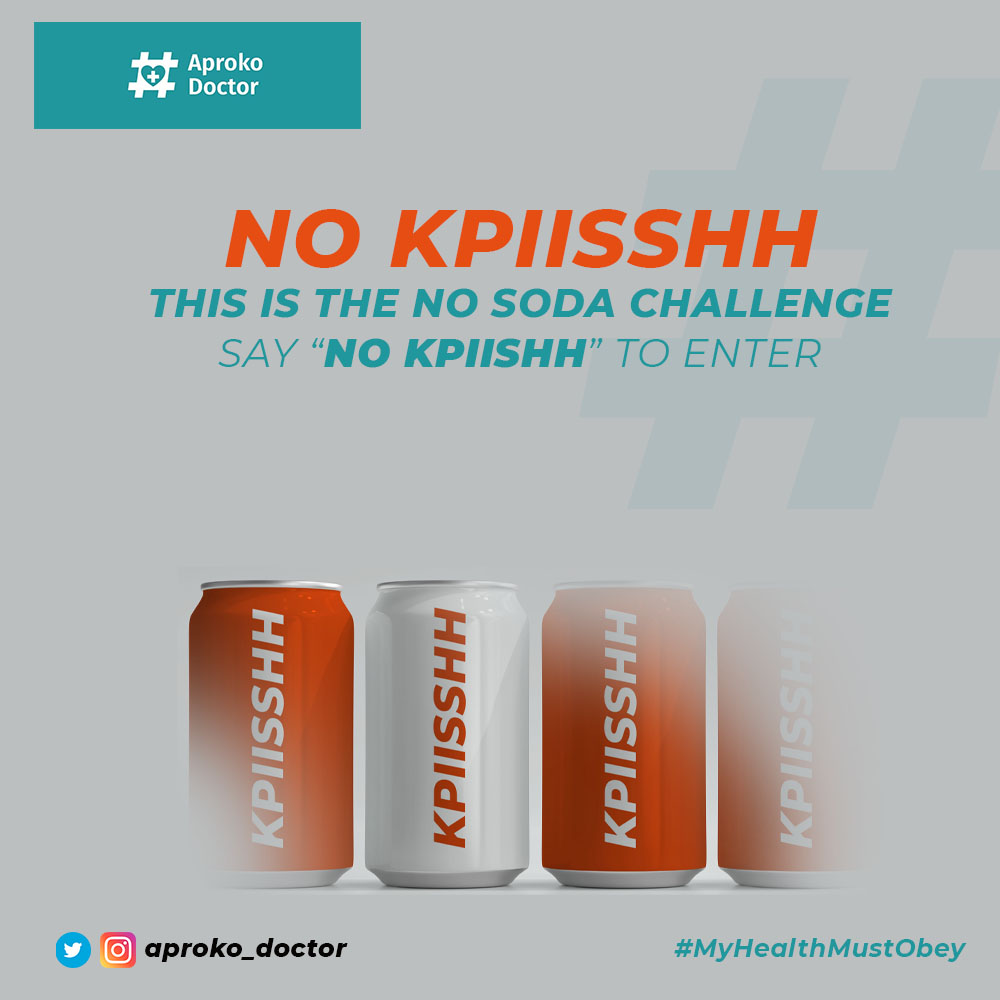 Aproko
Doctor
NO KPIISSHH
THIS IS THE NO SODA CHALLENGE
SAY “NO KPIISHH” TO ENTER
KPIISSHH
KPIISSHH
KPIISSHH
KPIISSHH
aproko_doctor
#MyHealthMustObey